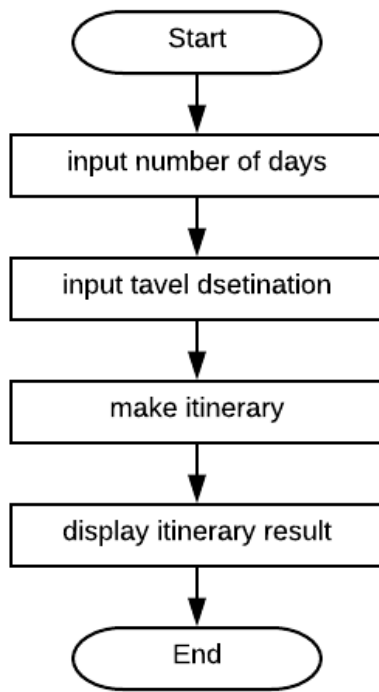 Start
input number of days
input tavel dsetination
make itinerary
display itinerary result
End